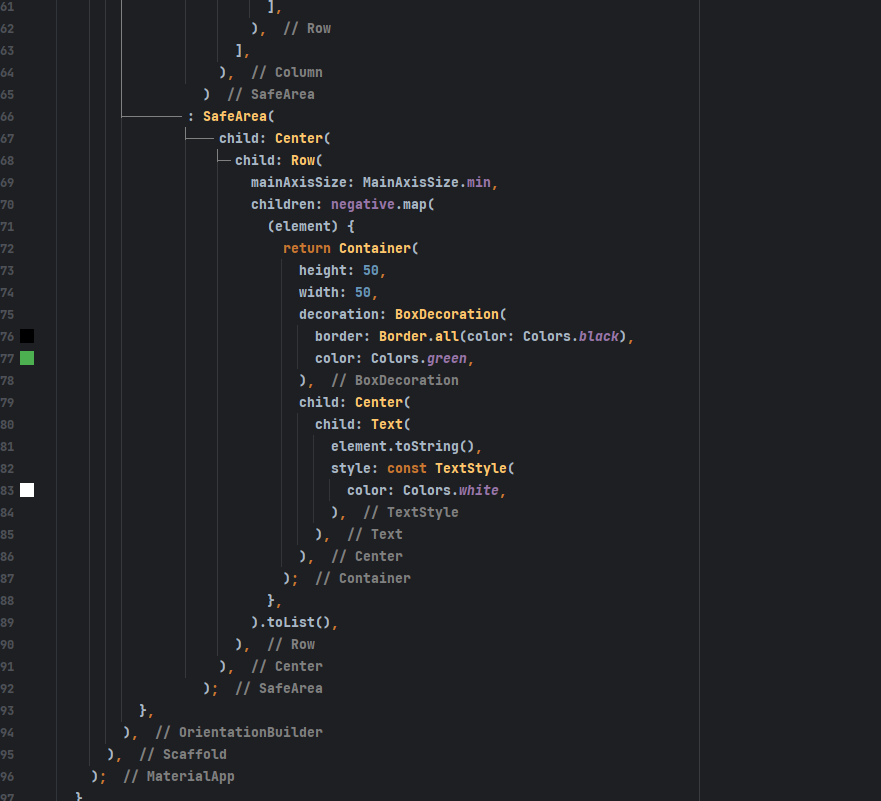 61 ],
62 ), // Row
63 ],
64 ), // Column
65 ) // SafeArea
66 : SafeArea(
67 child: Center(
68 child: Row(
69 mainAxisSize: MainAxisSize.min,
70 children: negative.map(
71 (element) {
72 return Container(
73 height: 50,
74 width: 50,
75 decoration: BoxDecoration(
76 border: Border.all(color: Colors.black),
77 color: Colors.green,
78 ), // BoxDecoration
79 child: Center(
80 child: Text(
81 element.toString(),
82 style: const TextStyle(
83 color: Colors.white,
84 ), // TextStyle
85 ), // Text
86 ), // Center
87 ); // Container
88 },
89 ).toList(),
90 ), // Row
91 ), // Center
92 ); // SafeArea
93 },
94 ), // OrientationBuilder
95 ), // Scaffold
96 ); // MaterialApp
97 }